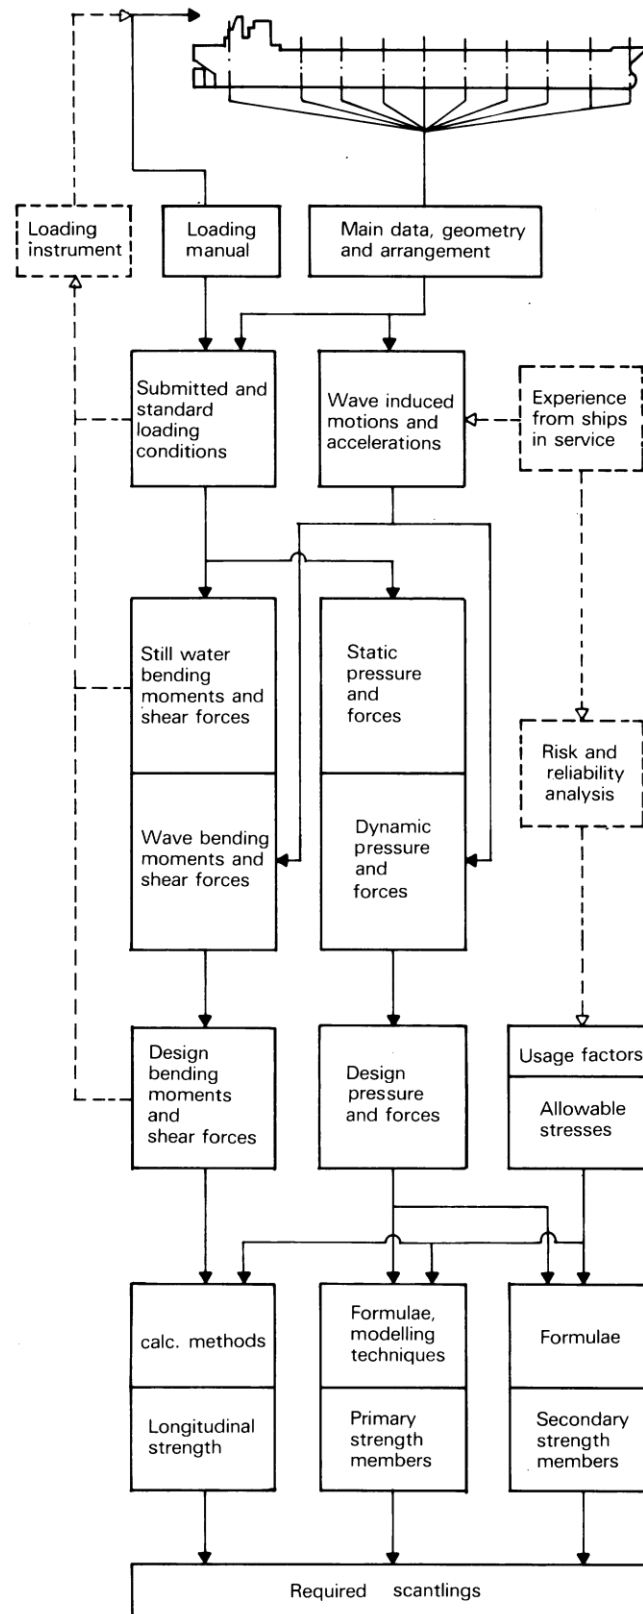 Loading
instrument
Loading
manual
Main data, geometry
and arrangement
Submitted and
standard
loading
conditions
Wave induced
motions and
accelerations
Experience
from ships
in service
Still water
bending
moments and
shear forces
Static
pressure
and
forces
Risk and
reliability
analysis
Wave bending
moments and
shear forces
Dynamic
pressure
and
forces
Design
bending
moments
and
shear forces
Design
pressure
and forces
Usage factors
Allowable
stresses
calc. methods
Formulae,
modelling
techniques
Formulae
Longitudinal
strength
Primary
strength
members
Secondary
strength
members
Required scantlings